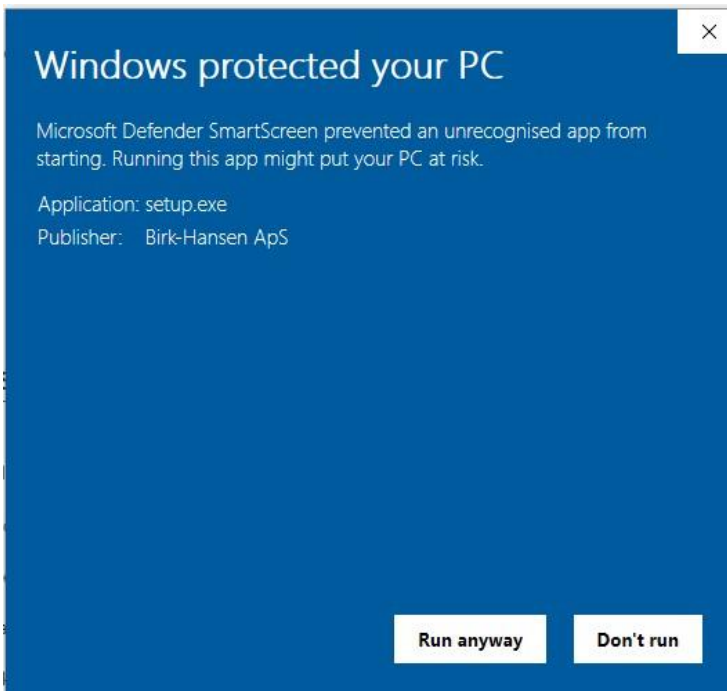 Windows protected your PC
Microsoft Defender SmartScreen prevented an unrecognised app from
starting. Running this app might put your PC at risk.
Application: setup.exe
Publisher: Birk-Hansen ApS
Run anyway Don't run